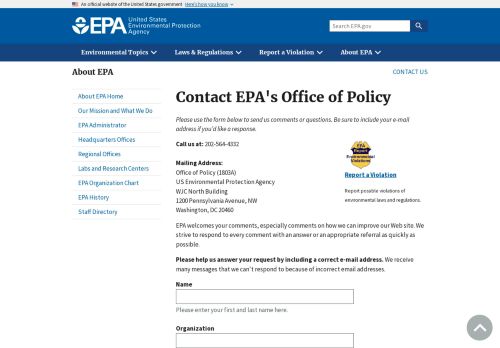 An official website of the United States government Here's how you know
EPA United States Environmental Protection Agency
Search EPA.gov
Environmental Topics Laws & Regulations Report a Violation About EPA
About EPA
CONTACT US
About EPA Home
Our Mission and What We Do
EPA Administrator
Headquarters Offices
Regional Offices
Labs and Research Centers
EPA Organization Chart
EPA History
Staff Directory
Contact EPA's Office of Policy
Please use the form below to send us comments or questions. Be sure to include your e-mail
address if you'd like a response.
Call us at: 202-564-4332
Mailing Address:
Office of Policy (1803A)
US Environmental Protection Agency
WJC North Building
1200 Pennsylvania Avenue, NW
Washington, DC 20460
EPA
Report
Environmental
Violations
Report a Violation
Report possible violations of
environmental laws and regulations.
EPA welcomes your comments, especially comments on how we can improve our Web site. We
strive to respond to every comment with an answer or an appropriate referral as quickly as
possible.
Please help us answer your request by including a correct e-mail address. We receive
many messages that we can't respond to because of incorrect email addresses.
Name
Please enter your first and last name here.
Organization